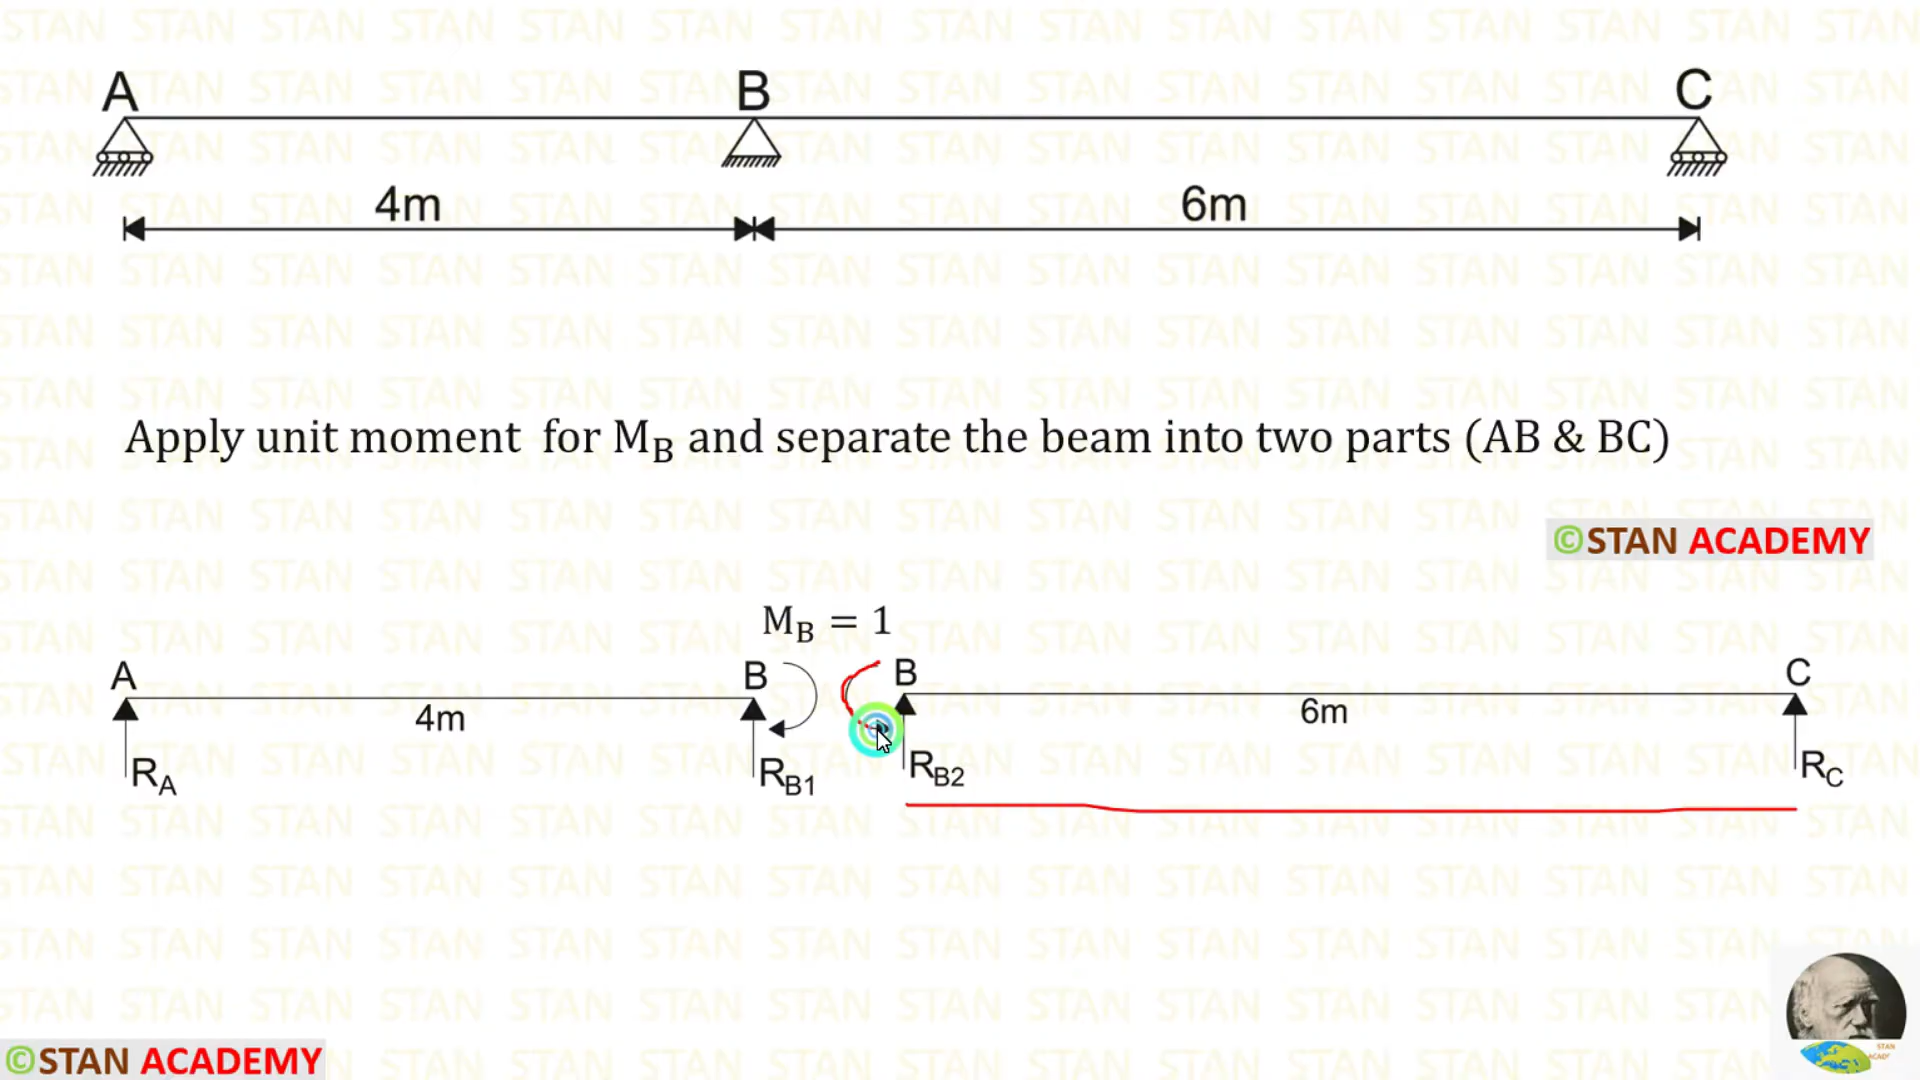 A B C
4m 6m
Apply unit moment for M_B and separate the beam into two parts (AB & BC)
©STAN ACADEMY
M_B = 1
A B B C
4m 6m
R_A R_B1 R_B2 R_C
©STAN ACADEMY
STAN